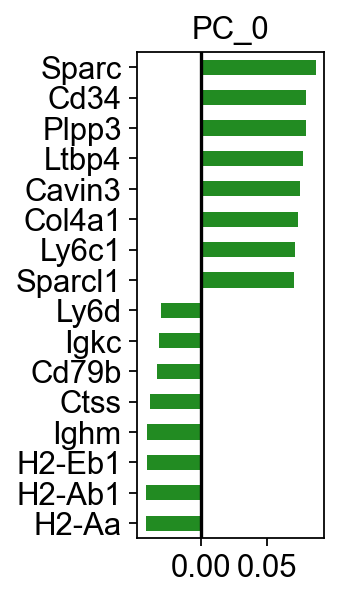 PC_0
Sparc
Cd34
Plpp3
Ltbp4
Cavin3
Col4a1
Ly6c1
Sparcl1
Ly6d
Igkc
Cd79b
Ctss
Ighm
H2-Eb1
H2-Ab1
H2-Aa
0.00 0.05